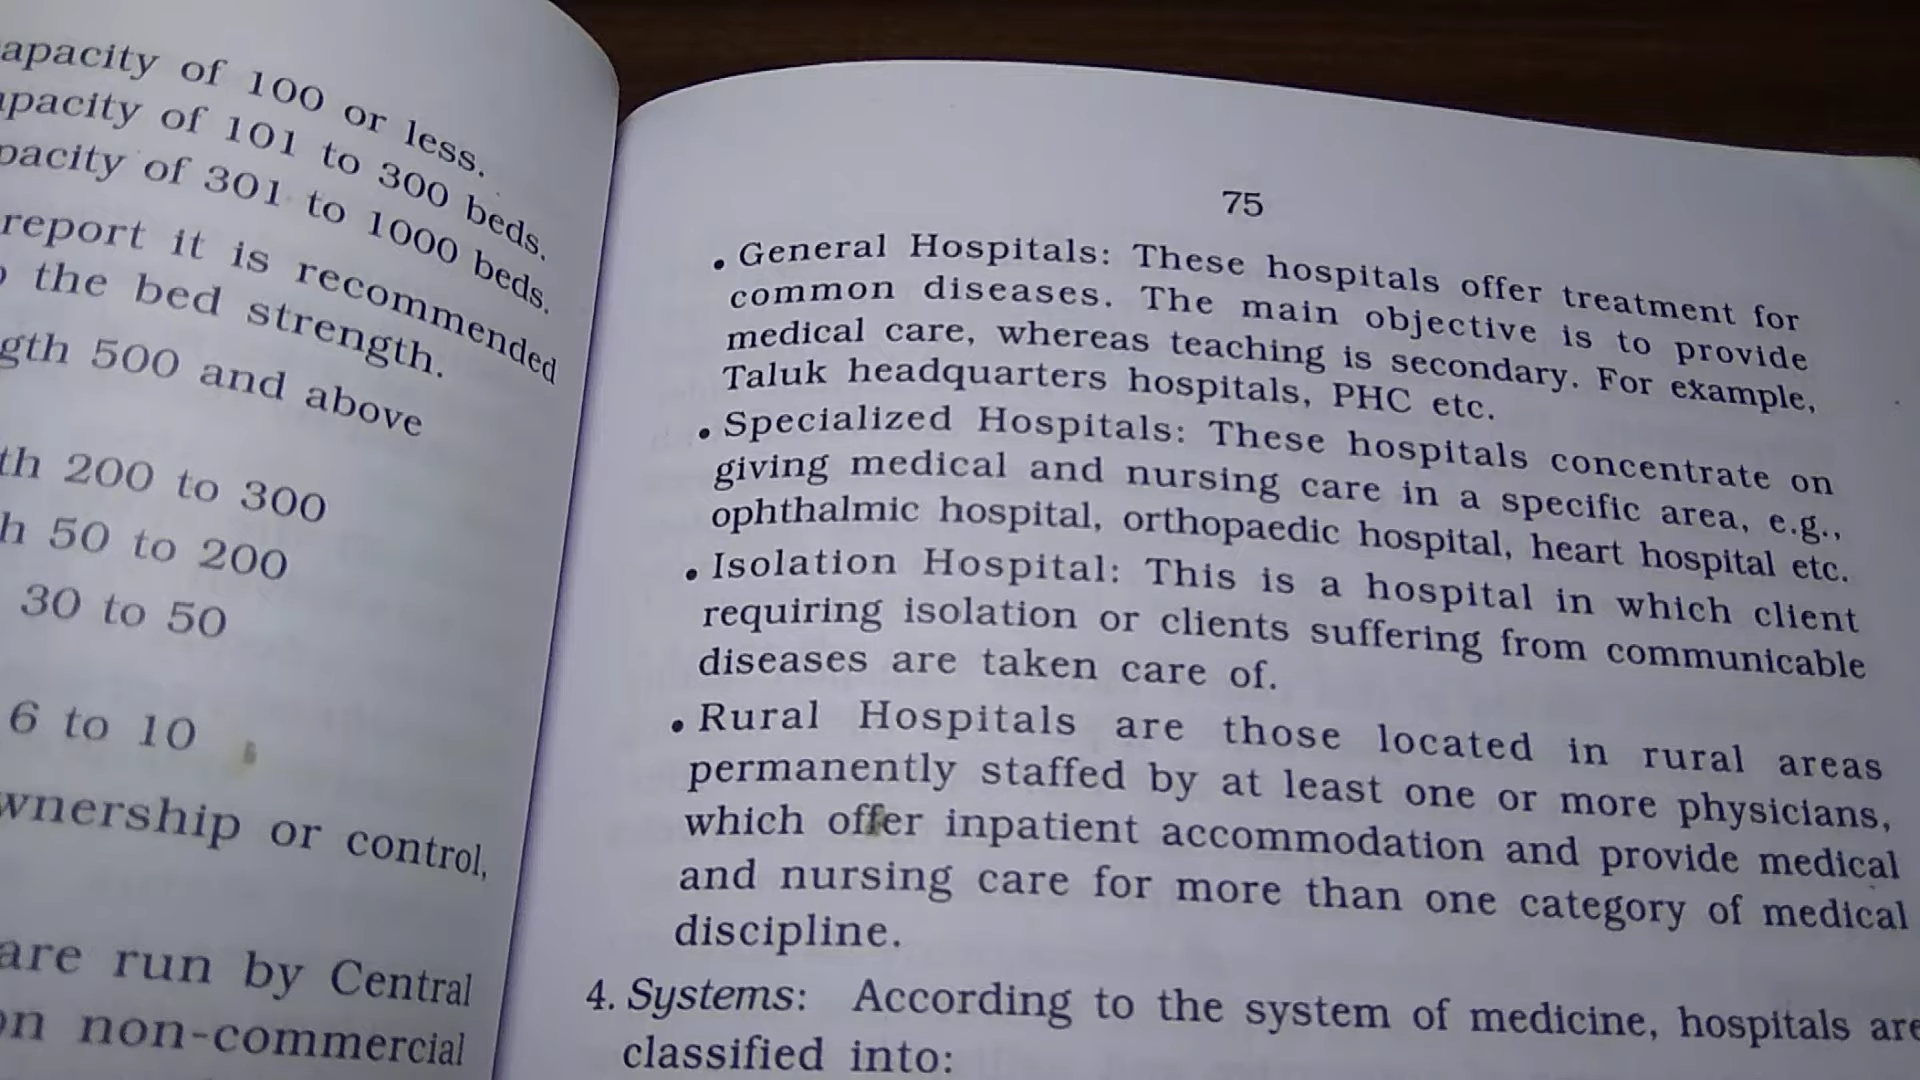 of 100 or less.
of 101 to 300 beds.
of 301 to 1000 beds.
report it is recommended
the bed strength.
500 and above
200 to 300
50 to 200
30 to 50
6 to 10
or control,
are run by Central
non-commercial
75
• General Hospitals: These hospitals offer treatment for
common diseases. The main objective is to provide
medical care, whereas teaching is secondary. For example,
Taluk headquarters hospitals, PHC etc.
• Specialized Hospitals: These hospitals concentrate on
giving medical and nursing care in a specific area, e.g.,
ophthalmic hospital, orthopaedic hospital, heart hospital etc.
• Isolation Hospital: This is a hospital in which client
requiring isolation or clients suffering from communicable
diseases are taken care of.
• Rural Hospitals are those located in rural areas
permanently staffed by at least one or more physicians,
which offer inpatient accommodation and provide medical
and nursing care for more than one category of medical
discipline.
4. Systems: According to the system of medicine, hospitals are
classified into: